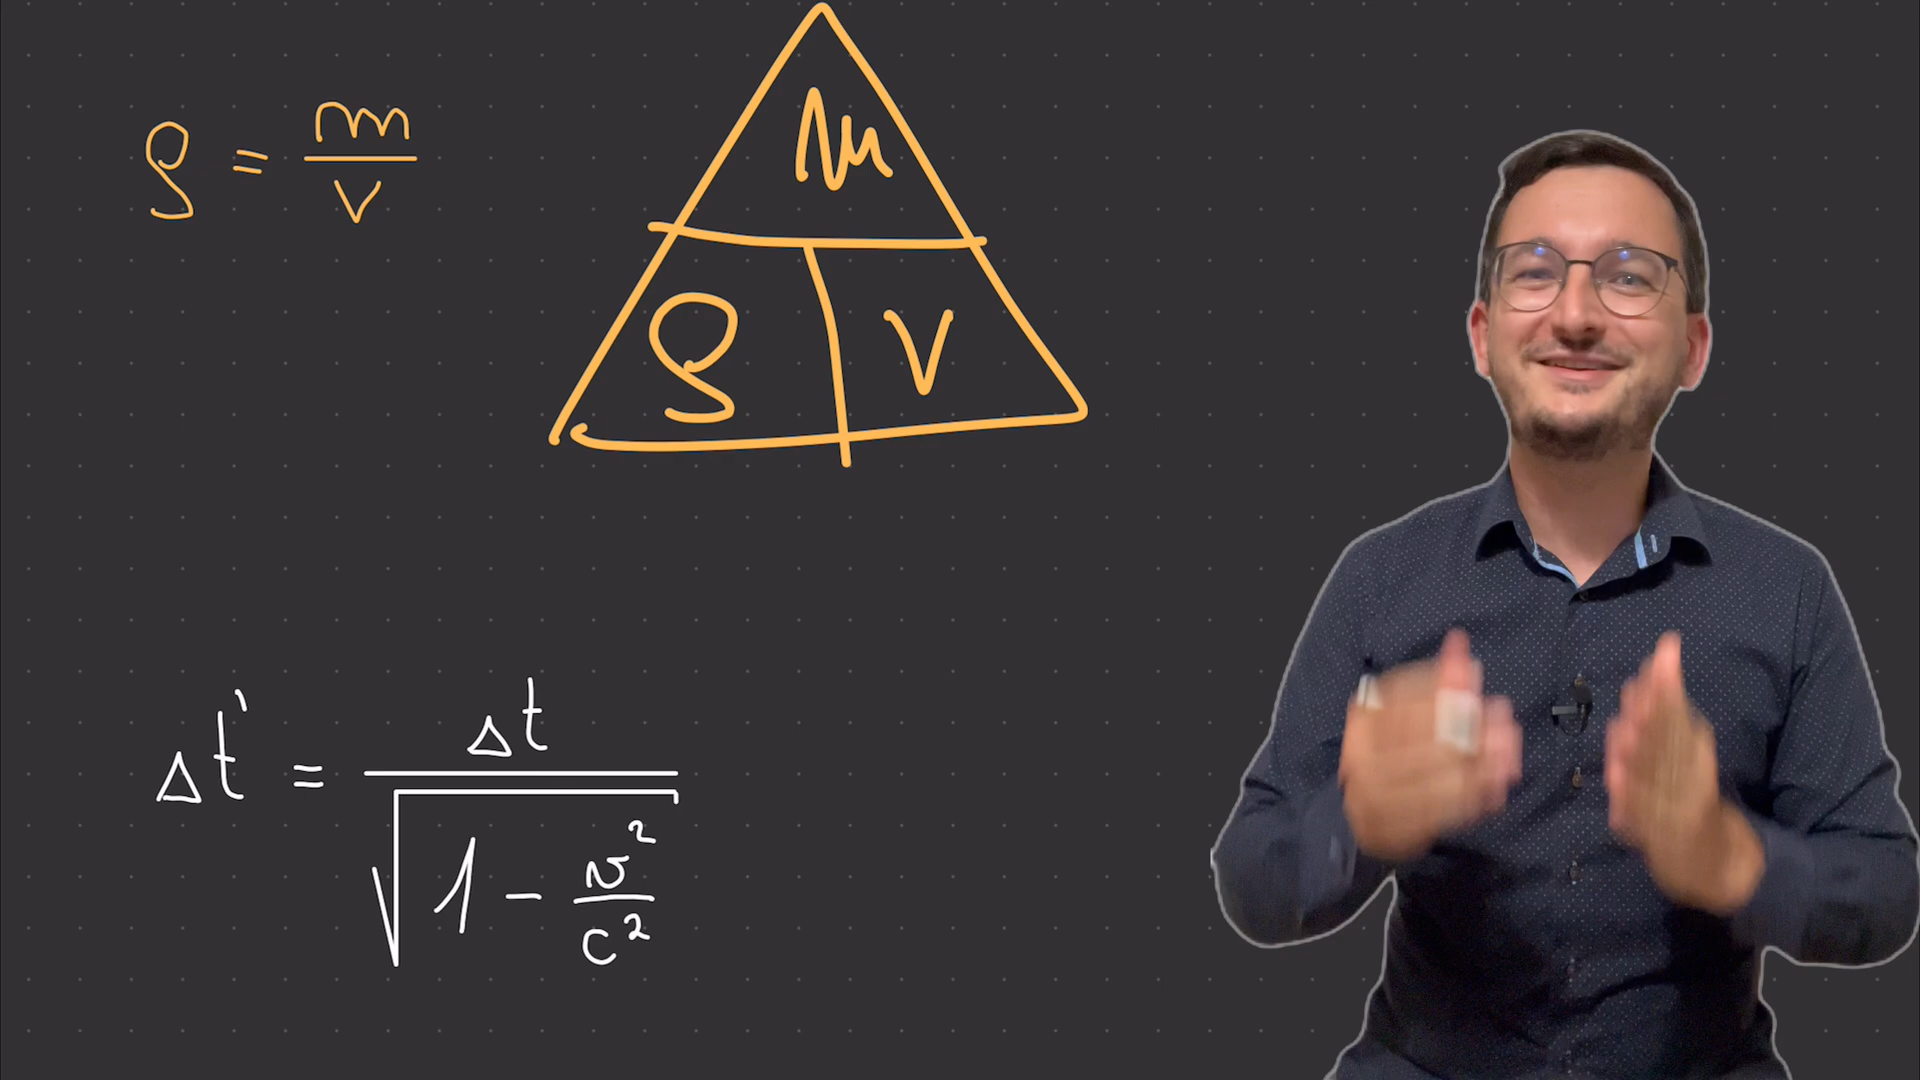 ρ = m/v
m
ρ v
Δt' = Δt / √(1 - v²/c²)